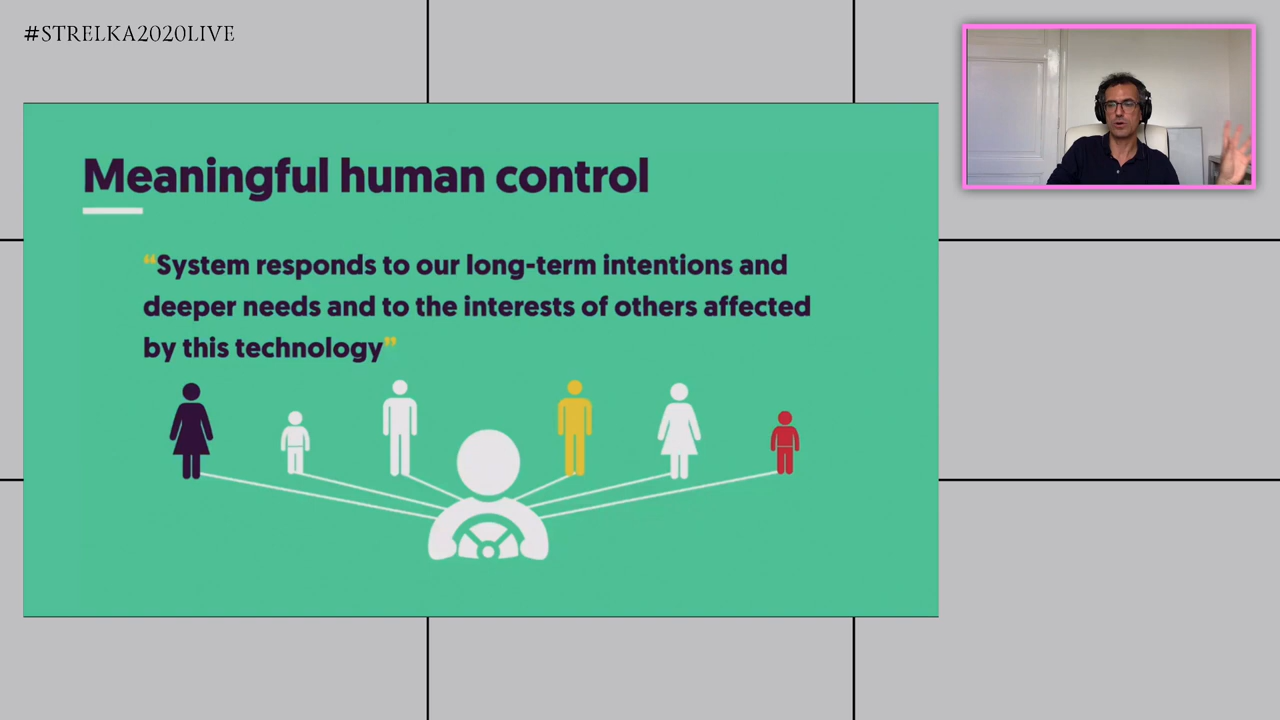 #STRELKA2020LIVE
Meaningful human control
“System responds to our long-term intentions and
deeper needs and to the interests of others affected
by this technology”